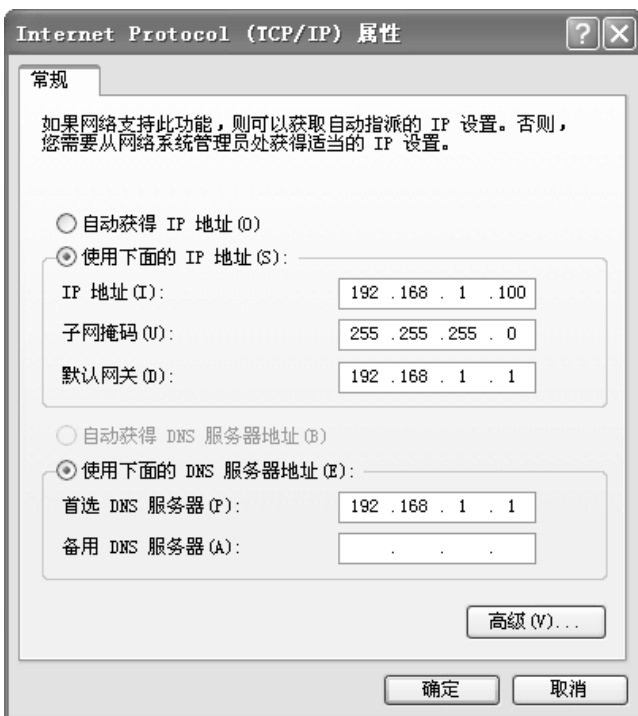 Internet Protocol (TCP/IP) 属性
常规
如果网络支持此功能，则可以获取自动指派的 IP 设置。否则，
您需要从网络系统管理员处获得适当的 IP 设置。
自动获得 IP 地址(O)
使用下面的 IP 地址(S):
IP 地址(I): 192 .168 . 1 .100
子网掩码(U): 255 .255 .255 . 0
默认网关(D): 192 .168 . 1 . 1
自动获得 DNS 服务器地址(B)
使用下面的 DNS 服务器地址(E):
首选 DNS 服务器(P): 192 .168 . 1 . 1
备用 DNS 服务器(A): . . .
高级(V)...
确定 取消